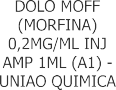 DOLO MOFF
(MORFINA)
0,2MG/ML INJ
AMP 1ML (A1) -
UNIAO QUIMICA